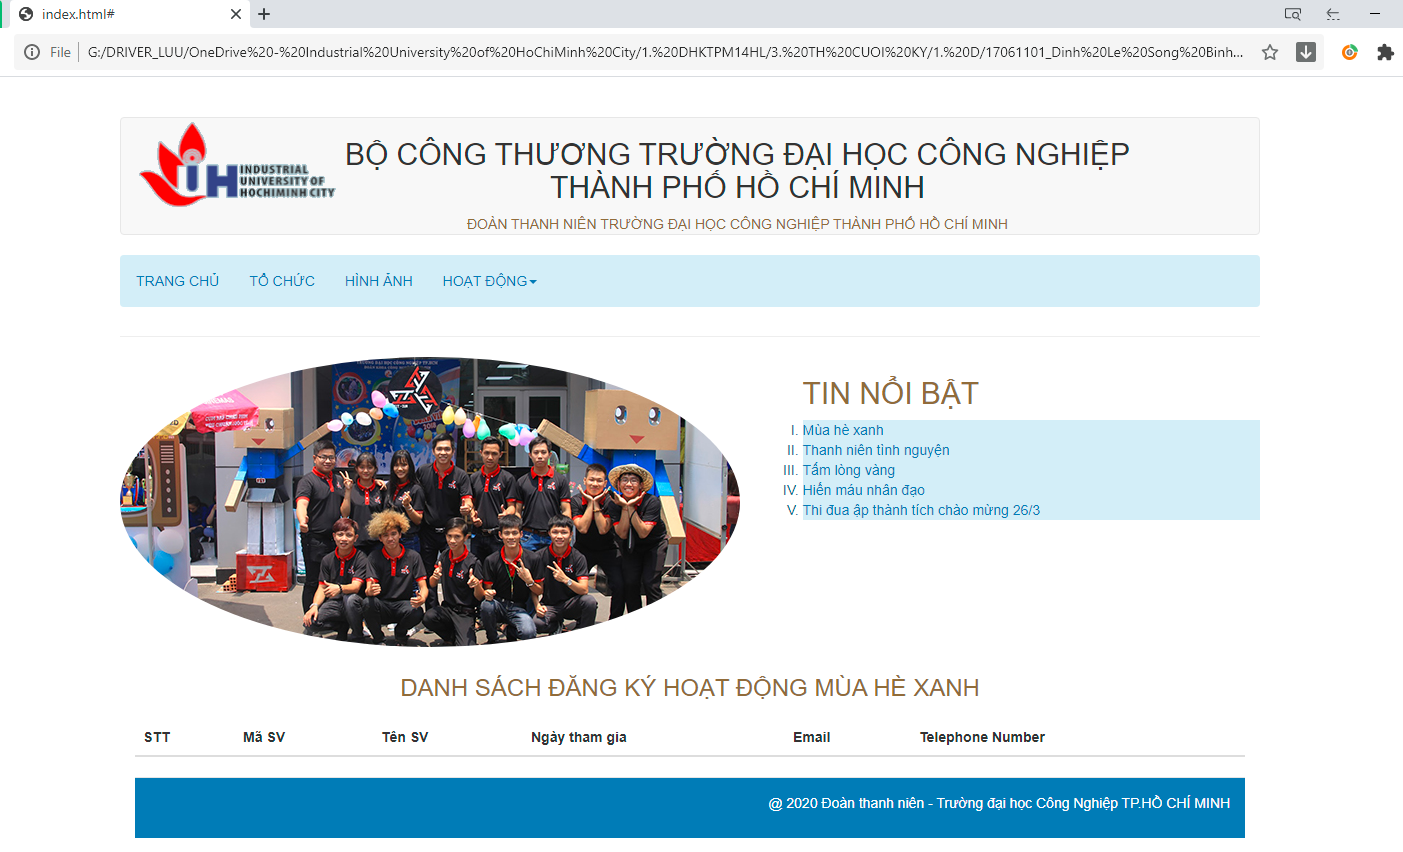 index.html#
File
G:/DRIVER_LUU/OneDrive%20-%20Industrial%20University%20of%20HoChiMinh%20City/1.%20DHKTPM14HL/3.%20TH%20CUOI%20KY/1.%20D/17061101_Dinh%20Le%20Song%20Binh...
INDUSTRIAL
UNIVERSITY OF
HOCHIMINH CITY
BỘ CÔNG THƯƠNG TRƯỜNG ĐẠI HỌC CÔNG NGHIỆP
THÀNH PHỐ HỒ CHÍ MINH
ĐOÀN THANH NIÊN TRƯỜNG ĐẠI HỌC CÔNG NGHIỆP THÀNH PHỐ HỒ CHÍ MINH
TRANG CHỦ TỔ CHỨC HÌNH ẢNH HOẠT ĐỘNG
TIN NỔI BẬT
I. Mùa hè xanh
II. Thanh niên tình nguyện
III. Tấm lòng vàng
IV. Hiến máu nhân đạo
V. Thi đua ập thành tích chào mừng 26/3
DANH SÁCH ĐĂNG KÝ HOẠT ĐỘNG MÙA HÈ XANH
STT Mã SV Tên SV Ngày tham gia Email Telephone Number
@ 2020 Đoàn thanh niên - Trường đại học Công Nghiệp TP.HỒ CHÍ MINH